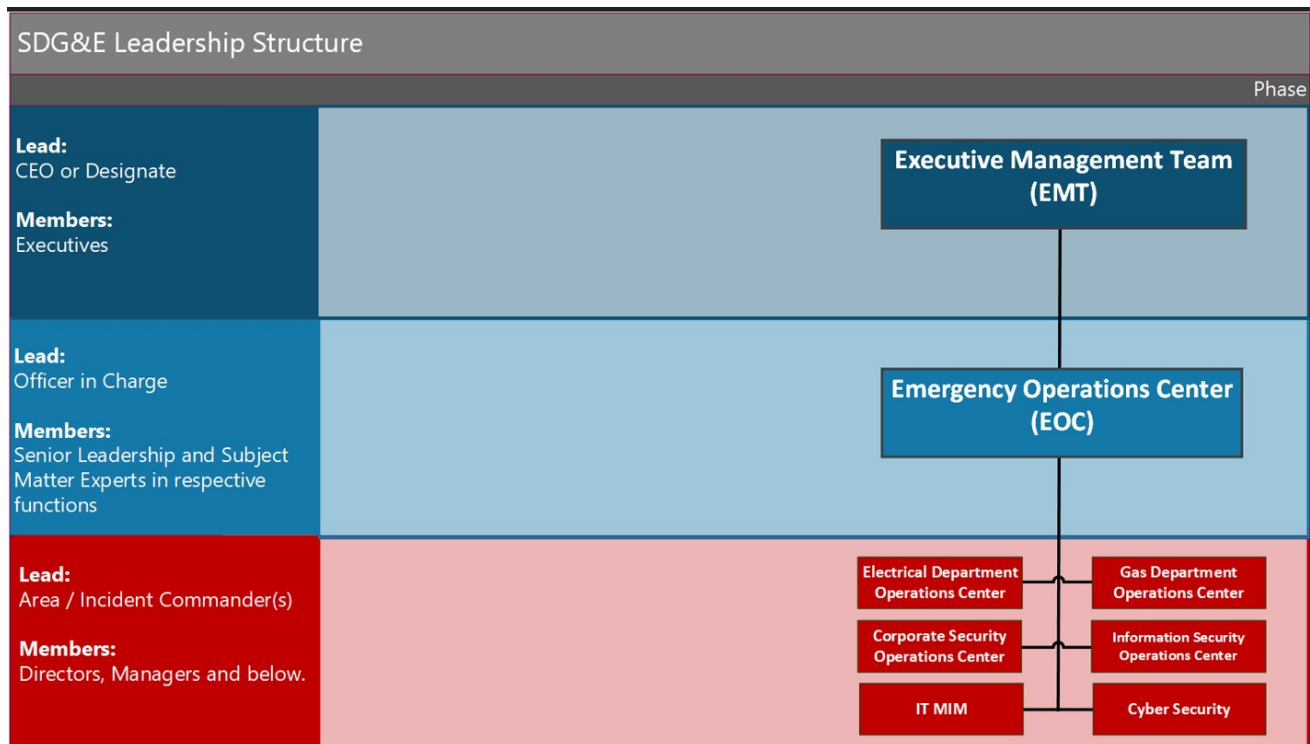 SDG&E Leadership Structure
Phase
Lead:
CEO or Designate
Members:
Executives
Executive Management Team
(EMT)
Lead:
Officer in Charge
Members:
Senior Leadership and Subject
Matter Experts in respective
functions
Emergency Operations Center
(EOC)
Lead:
Area / Incident Commander(s)
Members:
Directors, Managers and below.
Electrical Department
Operations Center
Gas Department
Operations Center
Corporate Security
Operations Center
Information Security
Operations Center
IT MIM
Cyber Security